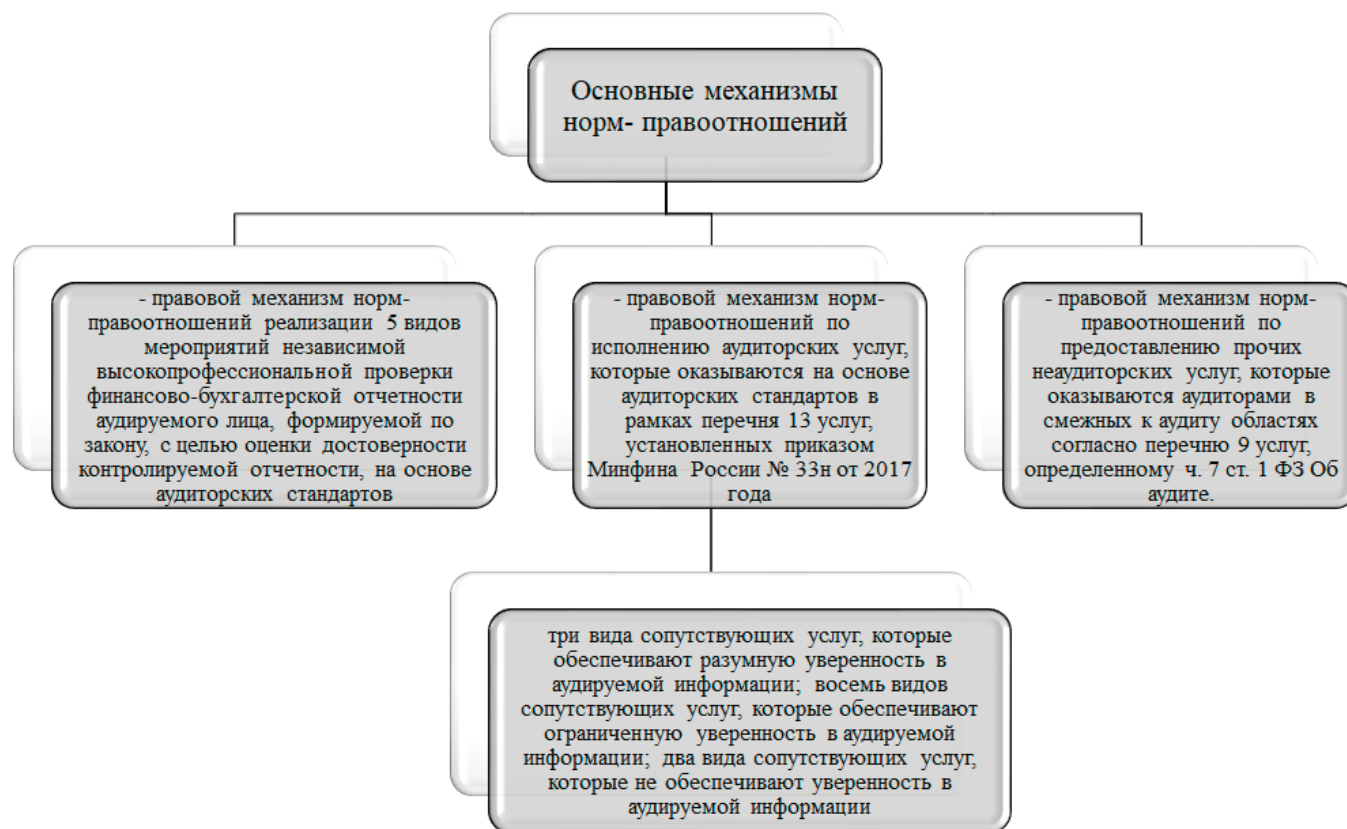 Основные механизмы
норм- правоотношений
- правовой механизм норм-
правоотношений реализации 5 видов
мероприятий независимой
высокопрофессиональной проверки
финансово-бухгалтерской отчетности
аудируемого лица, формируемой по
закону, с целью оценки достоверности
контролируемой отчетности, на основе
аудиторских стандартов
- правовой механизм норм-
правоотношений по
исполнению аудиторских услуг,
которые оказываются на основе
аудиторских стандартов в
рамках перечня 13 услуг,
установленных приказом
Минфина России № 33н от 2017
года
- правовой механизм норм-
правоотношений по
предоставлению прочих
неаудиторских услуг, которые
оказываются аудиторами в
смежных к аудиту областях
согласно перечню 9 услуг,
определенному ч. 7 ст. 1 ФЗ Об
аудите.
три вида сопутствующих услуг, которые
обеспечивают разумную уверенность в
аудируемой информации; восемь видов
сопутствующих услуг, которые обеспечивают
ограниченную уверенность в аудируемой
информации; два вида сопутствующих услуг,
которые не обеспечивают уверенность в
аудируемой информации